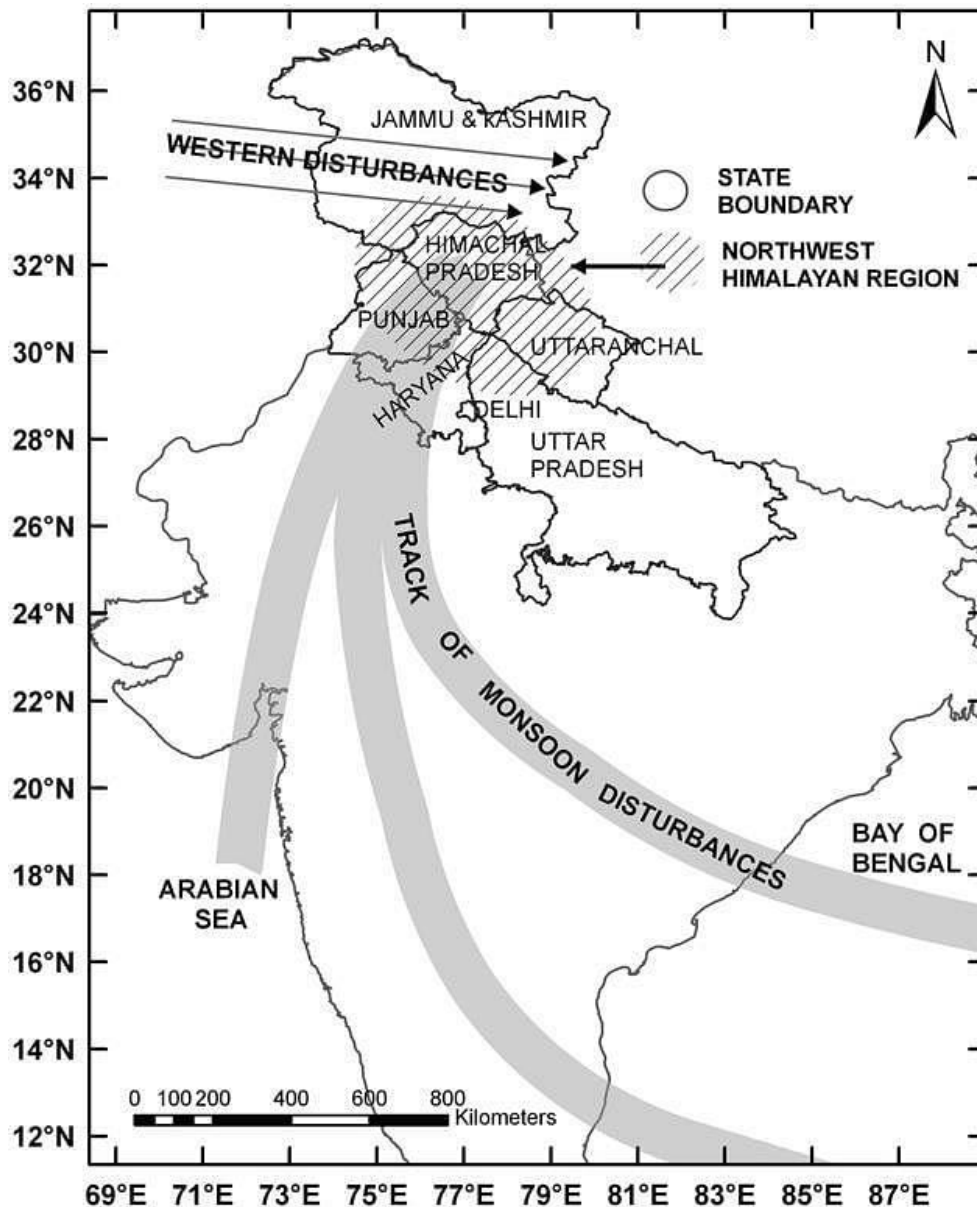 N
36°N
34°N
32°N
30°N
28°N
26°N
24°N
22°N
20°N
18°N
16°N
14°N
12°N
JAMMU & KASHMIR
WESTERN DISTURBANCES
STATE
BOUNDARY
NORTHWEST
HIMALAYAN REGION
HIMACHAL
PRADESH
PUNJAB
UTTARANCHAL
HARYANA
DELHI
UTTAR
PRADESH
TRACK OF MONSOON DISTURBANCES
BAY OF
BENGAL
ARABIAN
SEA
0 100 200 400 600 800
Kilometers
69°E 71°E 73°E 75°E 77°E 79°E 81°E 83°E 85°E 87°E